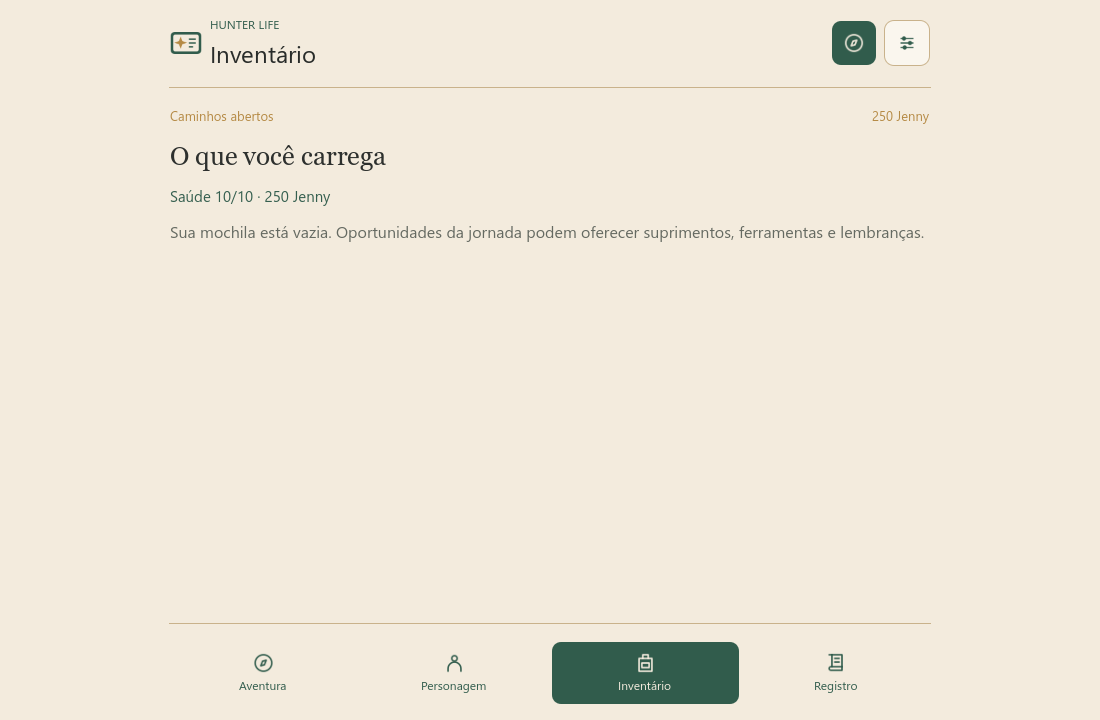 HUNTER LIFE
Inventário
Caminhos abertos
250 Jenny
O que você carrega
Saúde 10/10 · 250 Jenny
Sua mochila está vazia. Oportunidades da jornada podem oferecer suprimentos, ferramentas e lembranças.
Aventura
Personagem
Inventário
Registro